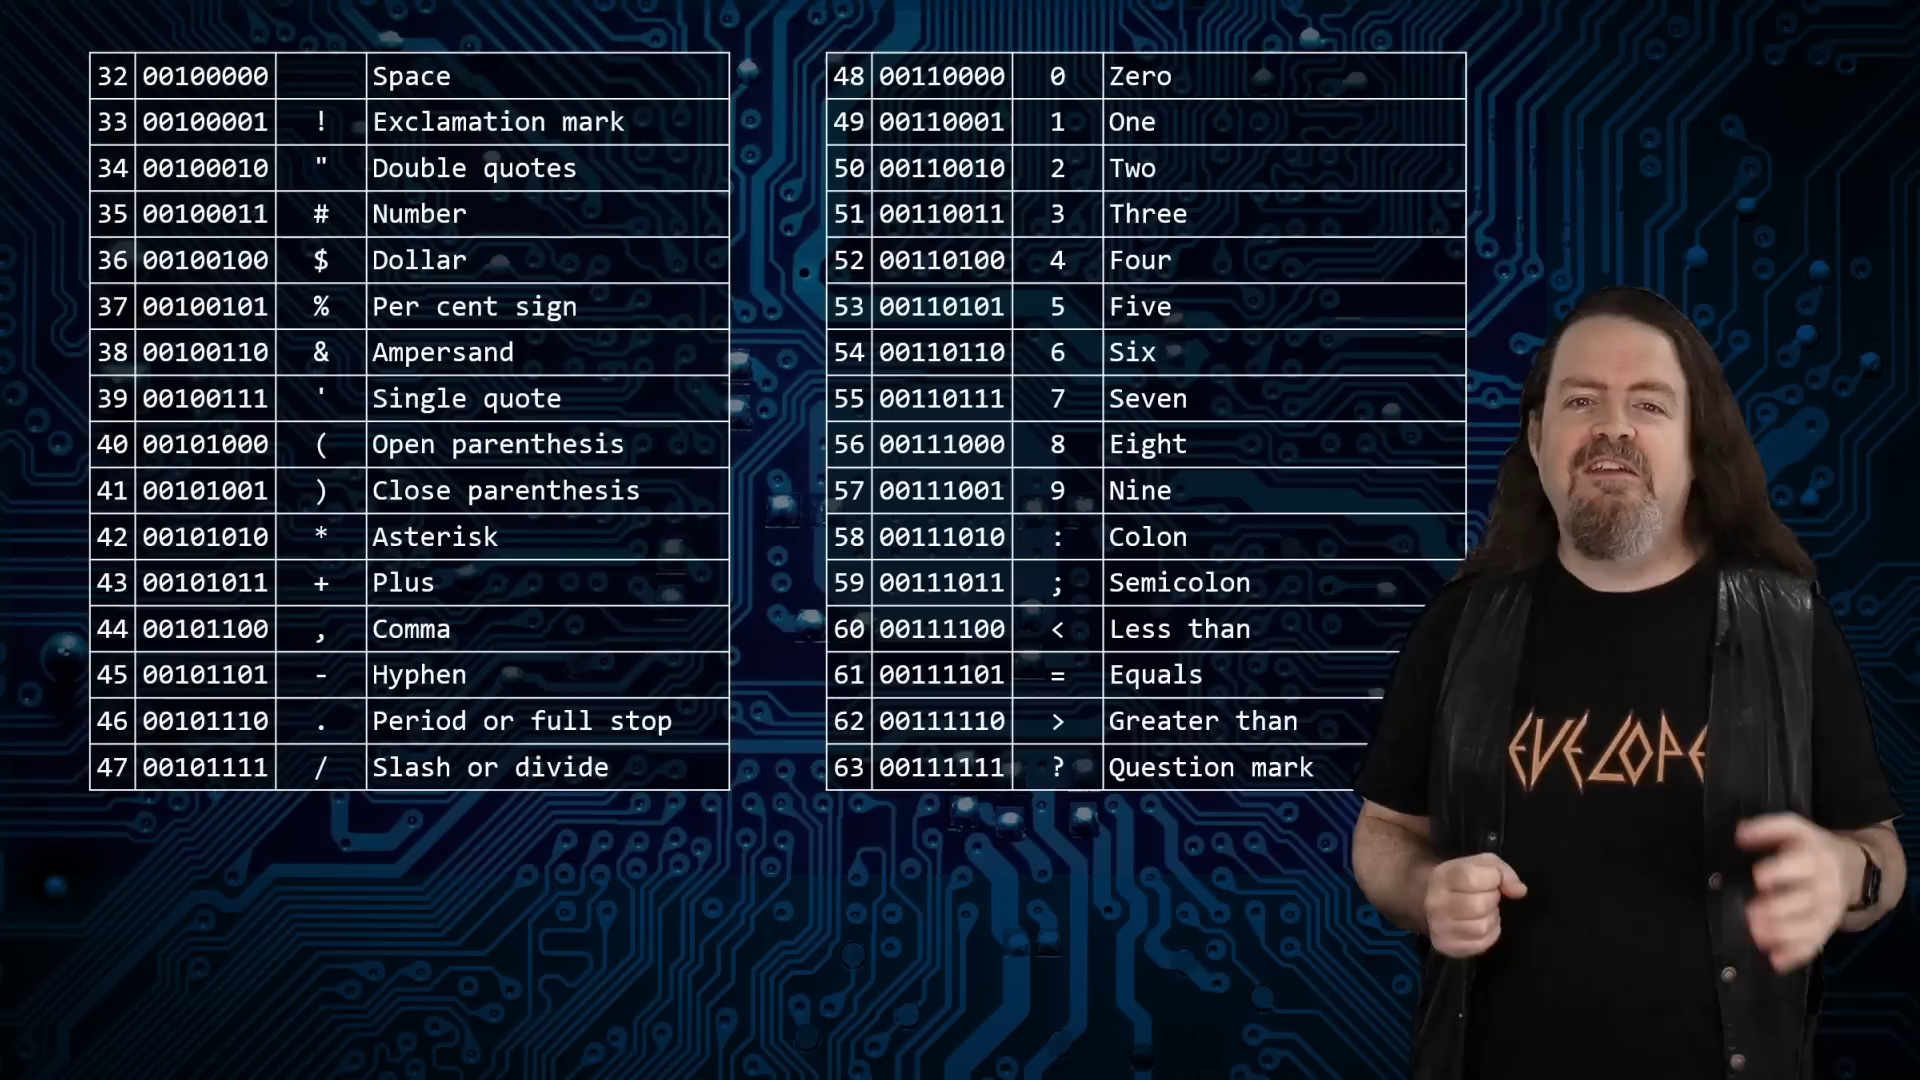 32 00100000 Space
33 00100001 ! Exclamation mark
34 00100010 " Double quotes
35 00100011 # Number
36 00100100 $ Dollar
37 00100101 % Per cent sign
38 00100110 & Ampersand
39 00100111 ' Single quote
40 00101000 ( Open parenthesis
41 00101001 ) Close parenthesis
42 00101010 * Asterisk
43 00101011 + Plus
44 00101100 , Comma
45 00101101 - Hyphen
46 00101110 . Period or full stop
47 00101111 / Slash or divide
48 00110000 0 Zero
49 00110001 1 One
50 00110010 2 Two
51 00110011 3 Three
52 00110100 4 Four
53 00110101 5 Five
54 00110110 6 Six
55 00110111 7 Seven
56 00111000 8 Eight
57 00111001 9 Nine
58 00111010 : Colon
59 00111011 ; Semicolon
60 00111100 < Less than
61 00111101 = Equals
62 00111110 > Greater than
63 00111111 ? Question mark
EVELOPE